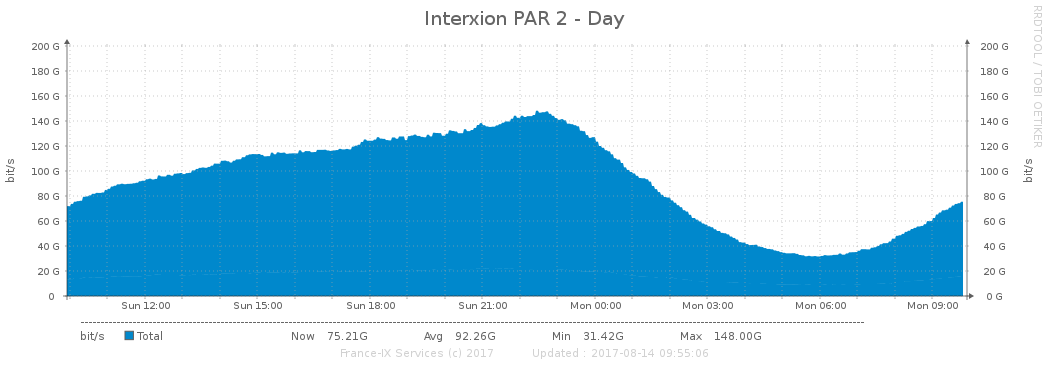 Interxion PAR 2 - Day
RRDTOOL / TOBI OETIKER
200 G 200 G
180 G 180 G
160 G 160 G
140 G 140 G
120 G 120 G
100 G 100 G
80 G 80 G
60 G 60 G
40 G 40 G
20 G 20 G
0 0 G
bit/s bit/s
Sun 12:00 Sun 15:00 Sun 18:00 Sun 21:00 Mon 00:00 Mon 03:00 Mon 06:00 Mon 09:00
bit/s Total Now 75.21G Avg 92.26G Min 31.42G Max 148.00G
France-IX Services (c) 2017 Updated : 2017-08-14 09:55:06